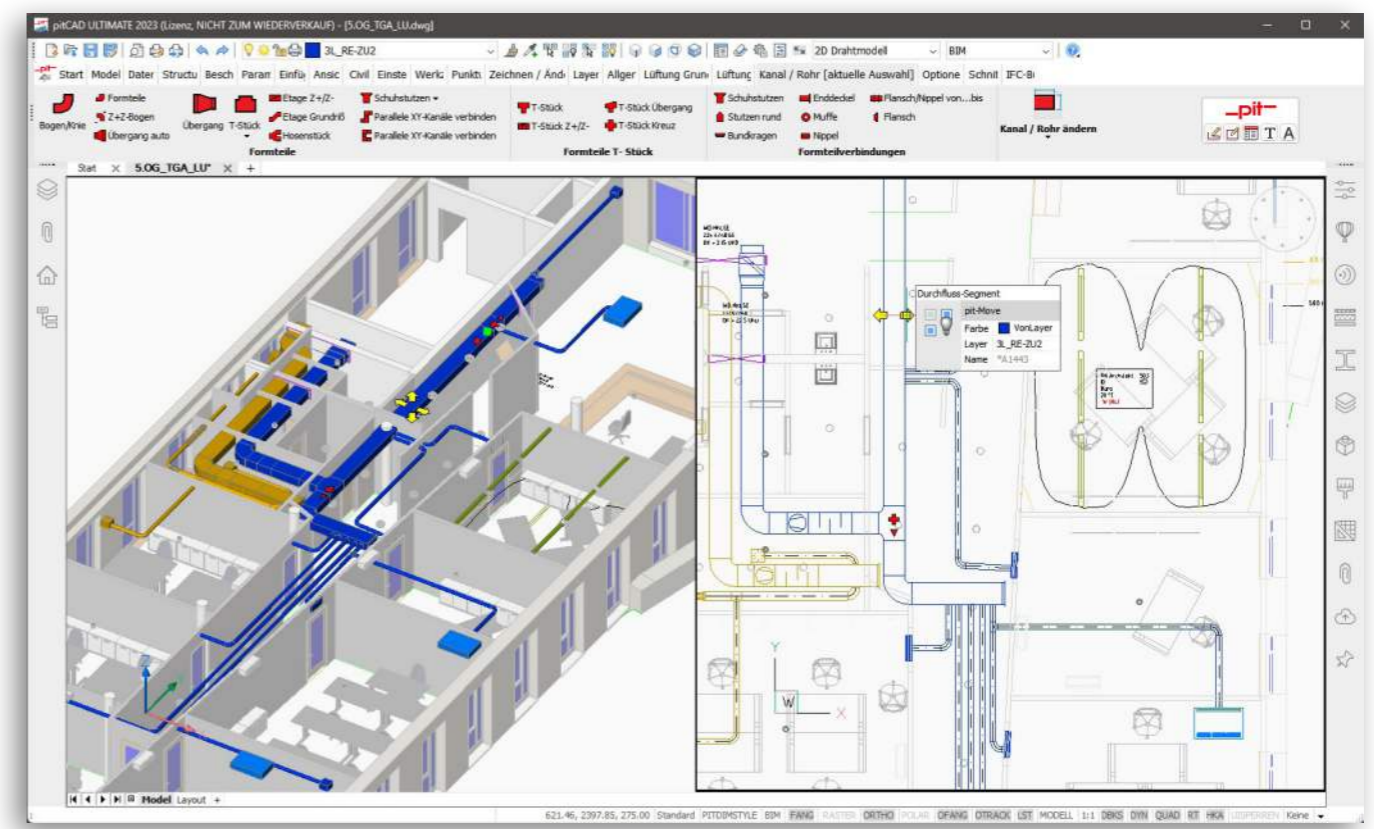 pitCAD ULTIMATE 2023 (Lizenz, NICHT ZUM WIEDERVERKAUF) - [5.OG_TGA_LU.dwg]
3L_RE-ZU2 2D Drahtmodell BIM
-pit- Start Model Dater Structu Besch Param Einfü Ansic Civil Einste Werkz Punktı Zeichnen / Änd Layer Allger Lüftung Grun Lüftung Kanal / Rohr [aktuelle Auswahl] Optione Schnit IFC-B
Bogen/Knie
Formteile
Z+Z-Bogen
Übergang auto
Übergang
T-Stück
Etage Z+/Z-
Etage Grundriß
Hosenstück
Schuhstutzen
Parallele XY-Kanäle verbinden
Parallele XY-Kanäle verbinden
Formteile
T-Stück
T-Stück Z+/Z-
T-Stück Übergang
T-Stück Kreuz
Formteile T- Stück
Schuhstutzen
Stutzen rund
Bundkragen
Enddeckel
Muffe
Nippel
Flansch/Nippel von...bis
Flansch
Formteilverbindungen
Kanal / Rohr ändern
-pit-
T A
Start × 5.OG_TGA_LU* × +
Durchfluss-Segment
pit-Move
Farbe VonLayer
Layer 3L_RE-ZU2
Name *A1443
Z
Y
W X
Model Layout +
621.46, 2397.85, 275.00 Standard PITDIMSTYLE BIM FANG RASTER ORTHO POLAR OFANG OTRACK LST MODELL 1:1 DBKS DYN QUAD RT HKA UISPERREN Keine